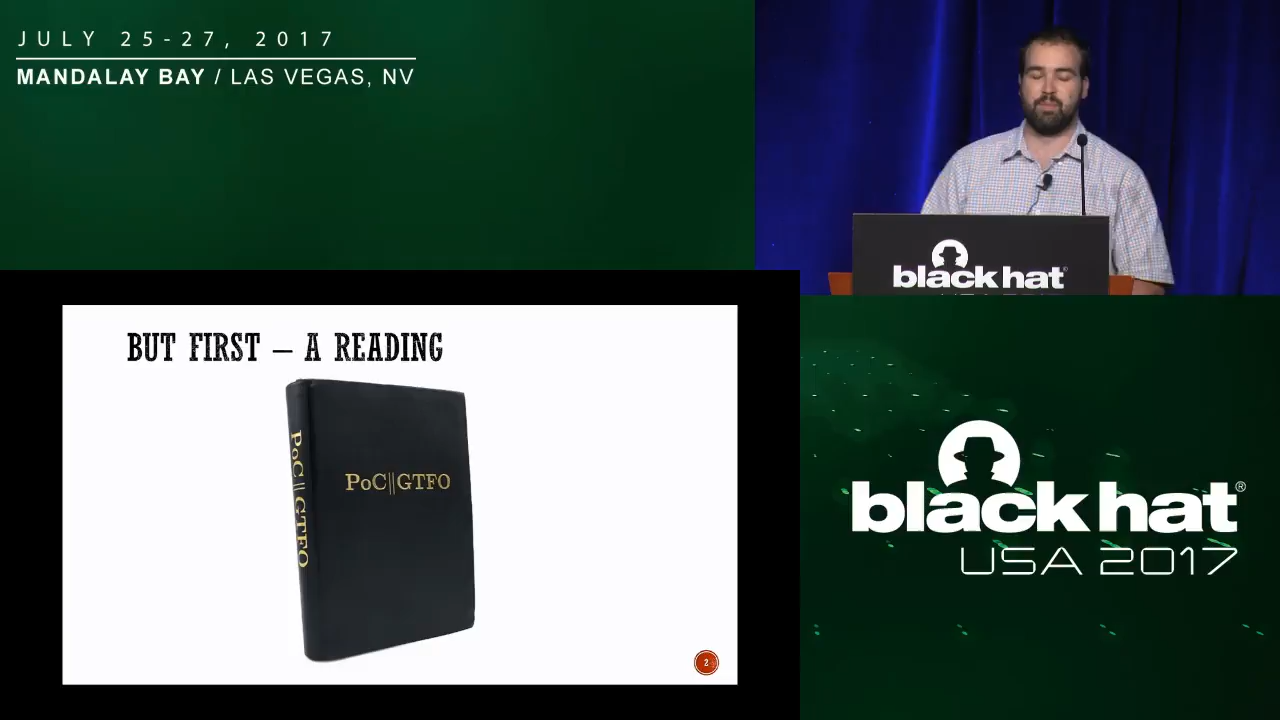 JULY 25-27, 2017
MANDALAY BAY / LAS VEGAS, NV
black hat®
BUT FIRST – A READING
PoC||GTFO
PoC||GTFO
2
black hat®
USA 2017